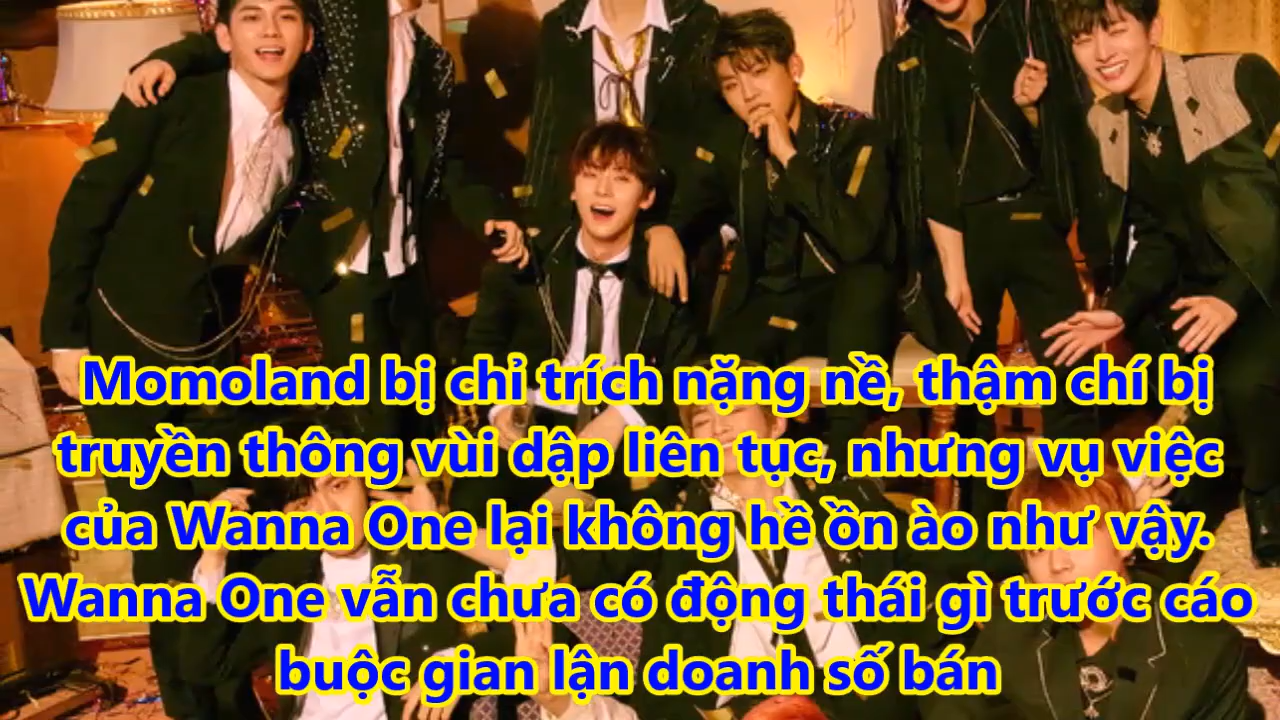 Momoland bị chỉ trích nặng nề, thậm chí bị
truyền thông vùi dập liên tục, nhưng vụ việc
của Wanna One lại không hề ồn ào như vậy.
Wanna One vẫn chưa có động thái gì trước cáo
buộc gian lận doanh số bán